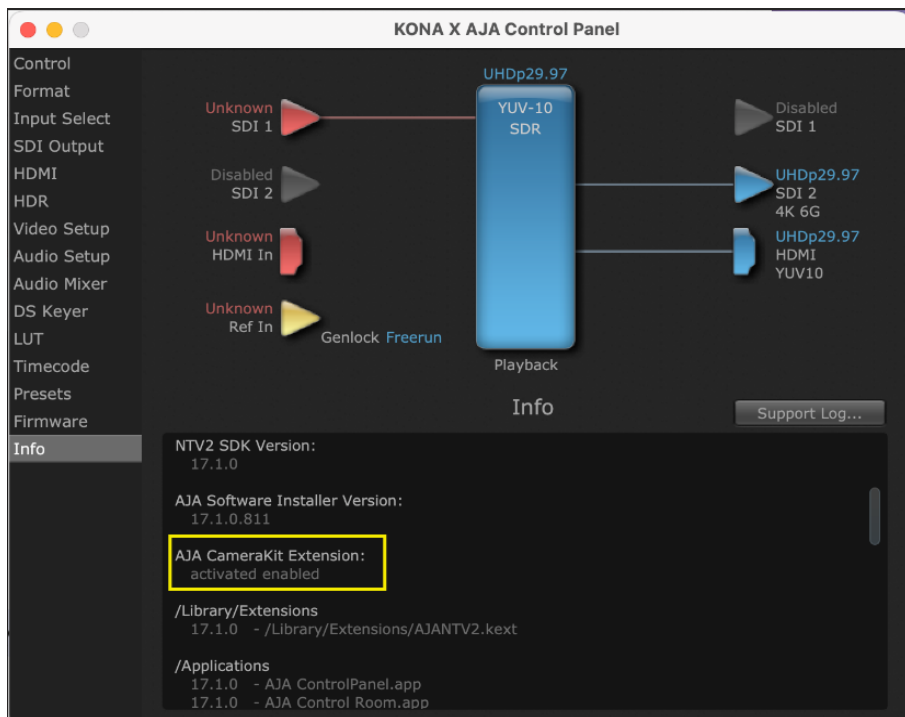 KONA X AJA Control Panel
Control
Format
Input Select
SDI Output
HDMI
HDR
Video Setup
Audio Setup
Audio Mixer
DS Keyer
LUT
Timecode
Presets
Firmware
Info
UHDp29.97
YUV-10
SDR
Unknown
SDI 1
Disabled
SDI 2
Unknown
HDMI In
Unknown
Ref In
Genlock Freerun
Disabled
SDI 1
UHDp29.97
SDI 2
4K 6G
UHDp29.97
HDMI
YUV10
Playback
Info
Support Log...
NTV2 SDK Version:
17.1.0
AJA Software Installer Version:
17.1.0.811
AJA CameraKit Extension:
activated enabled
/Library/Extensions
17.1.0 - /Library/Extensions/AJANTV2.kext
/Applications
17.1.0 - AJA ControlPanel.app
17.1.0 - AJA Control Room.app